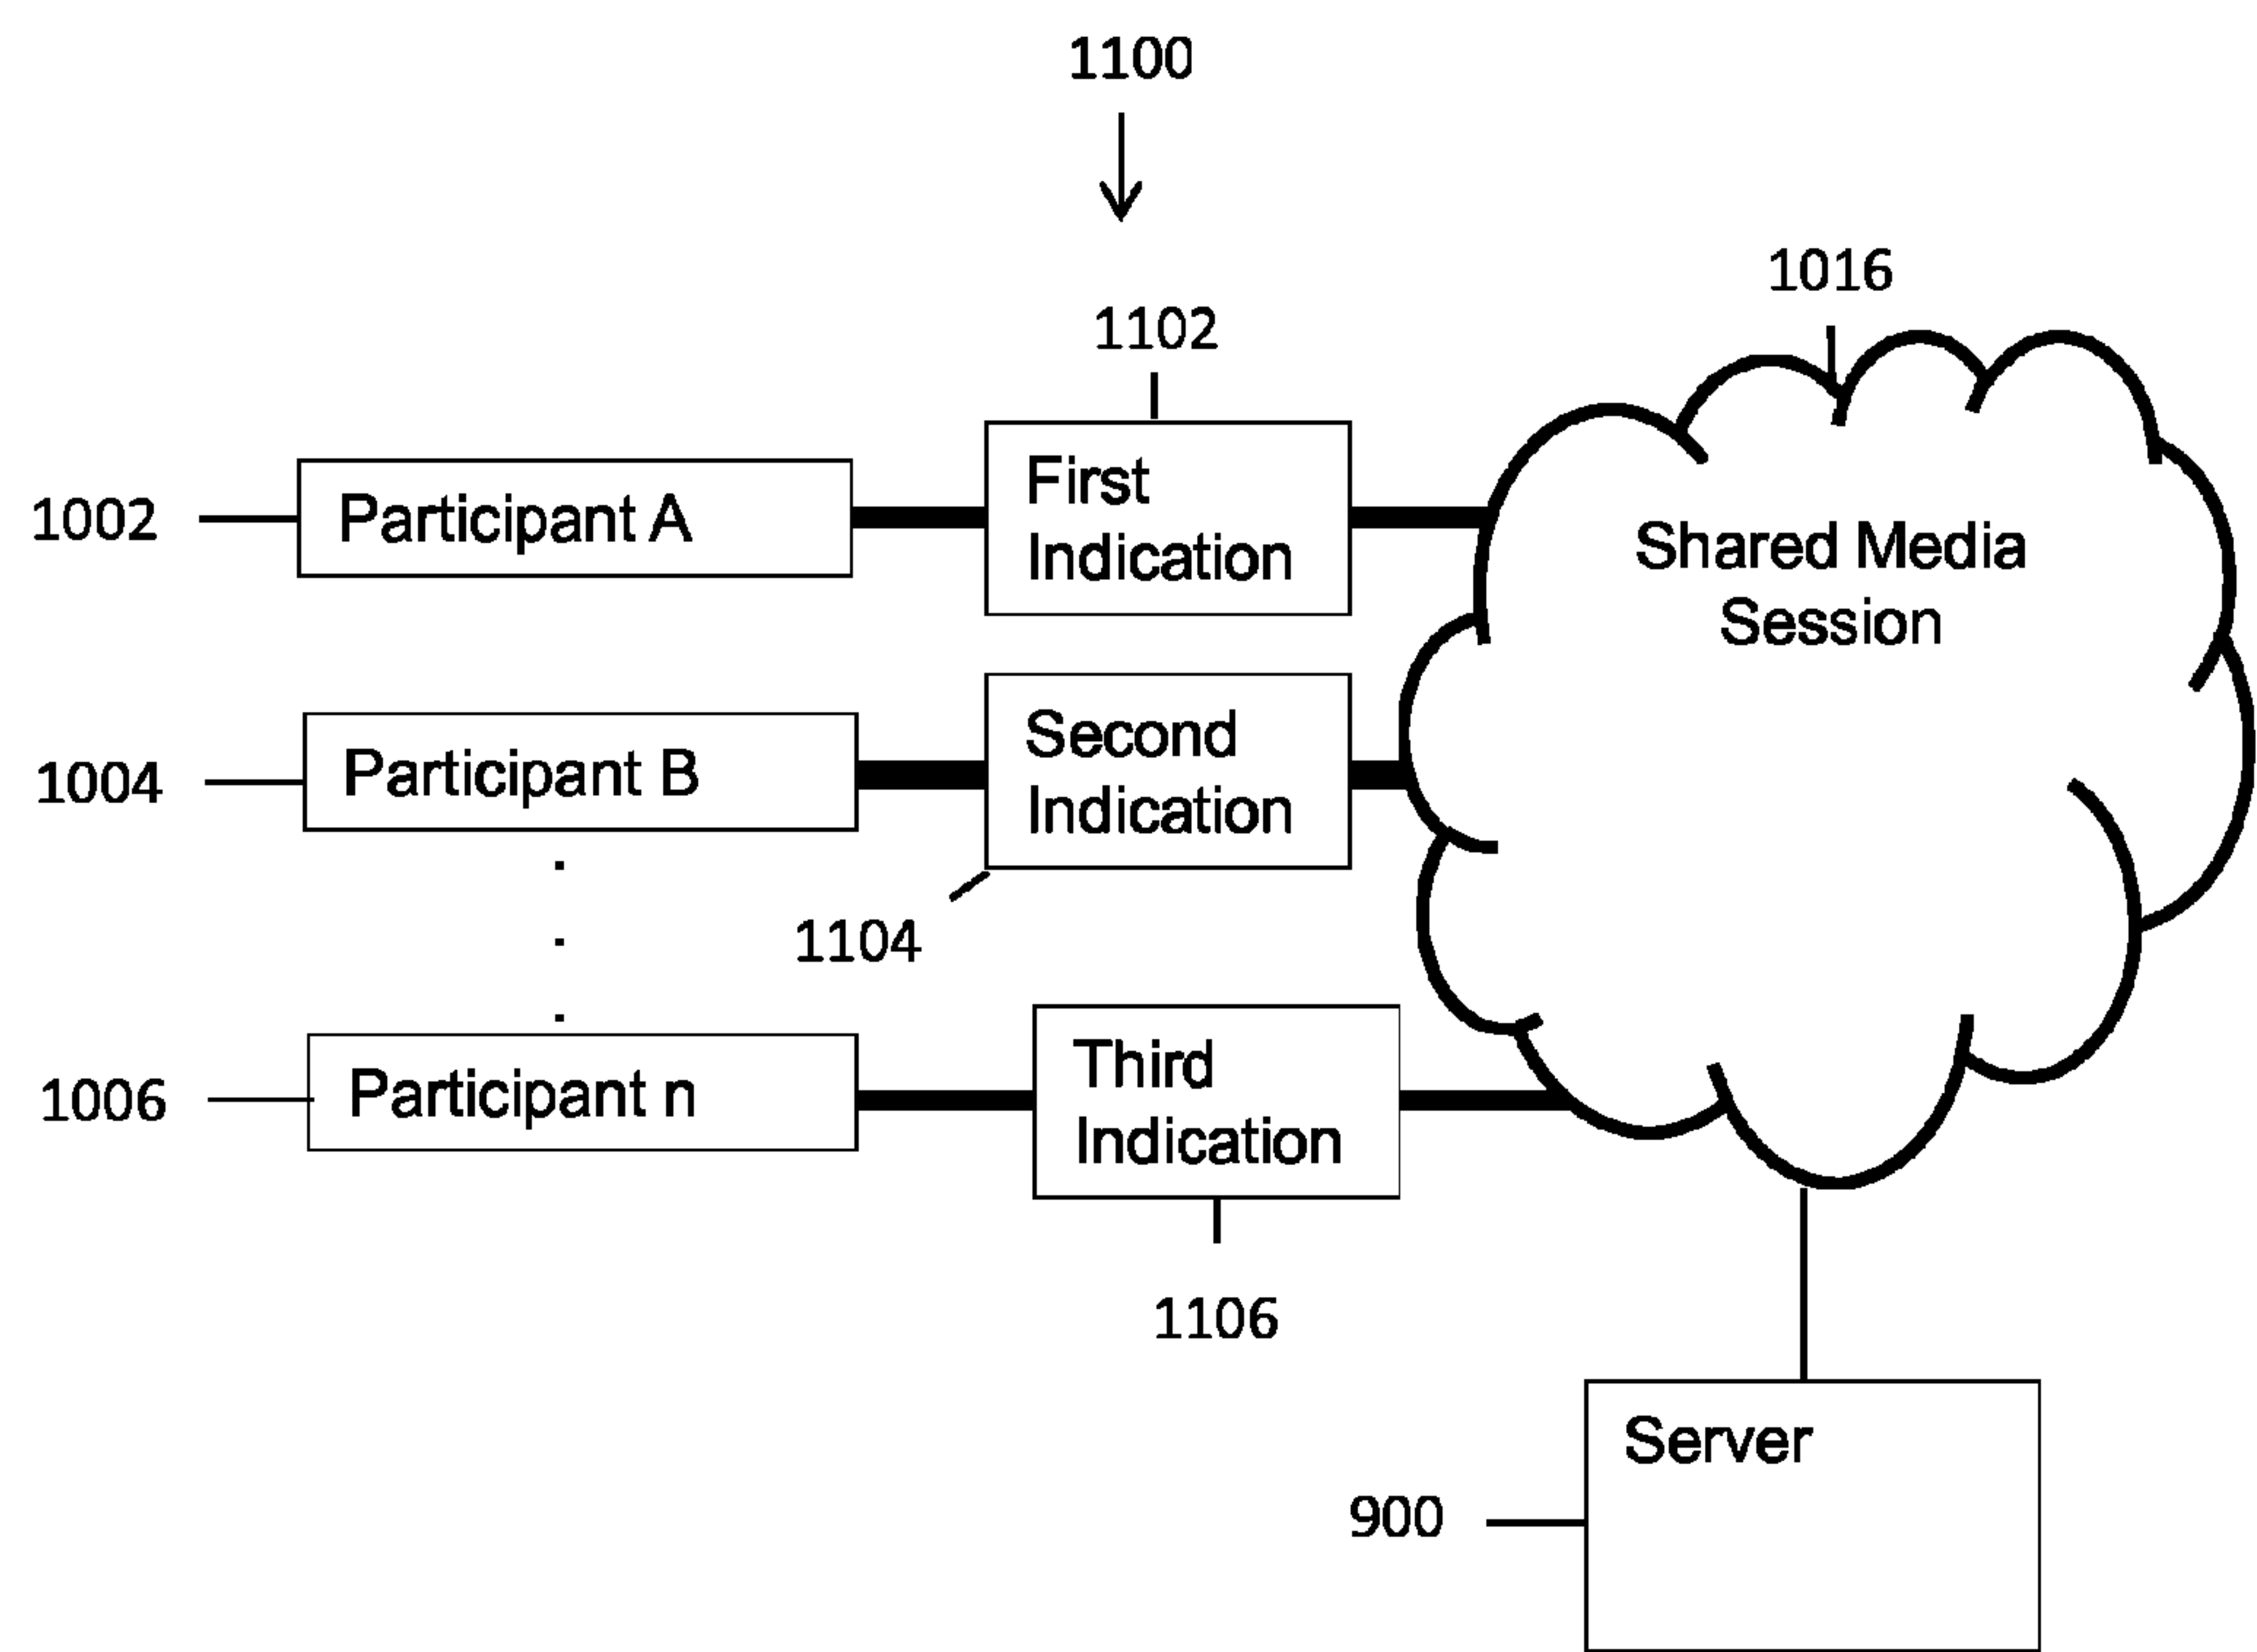 1100
1016
1102
1002
Participant A
First
Indication
Shared Media
Session
1004
Participant B
Second
Indication
1104
1006
Participant n
Third
Indication
1106
Server
900